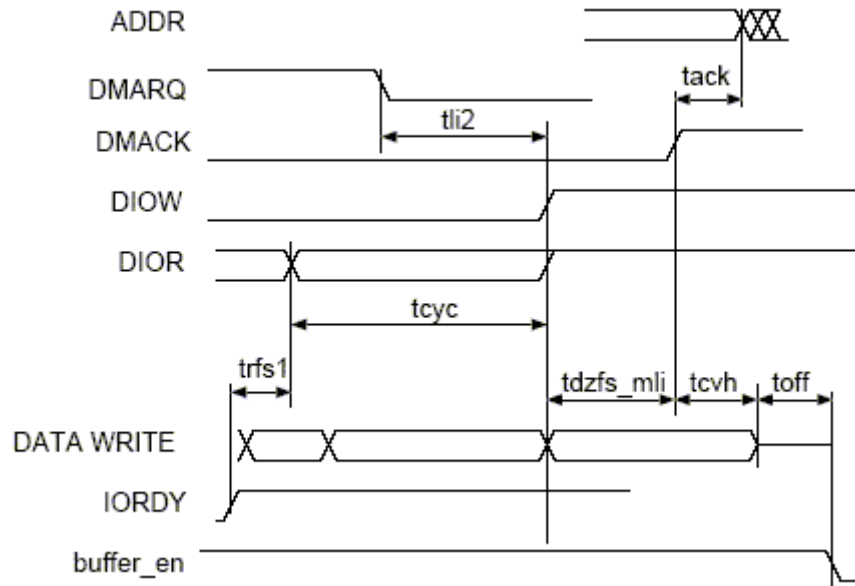 ADDR
DMARQ
tack
tli2
DMACK
DIOW
DIOR
tcyc
trfs1
tdzfs_mli
tcvh
toff
DATA WRITE
IORDY
buffer_en